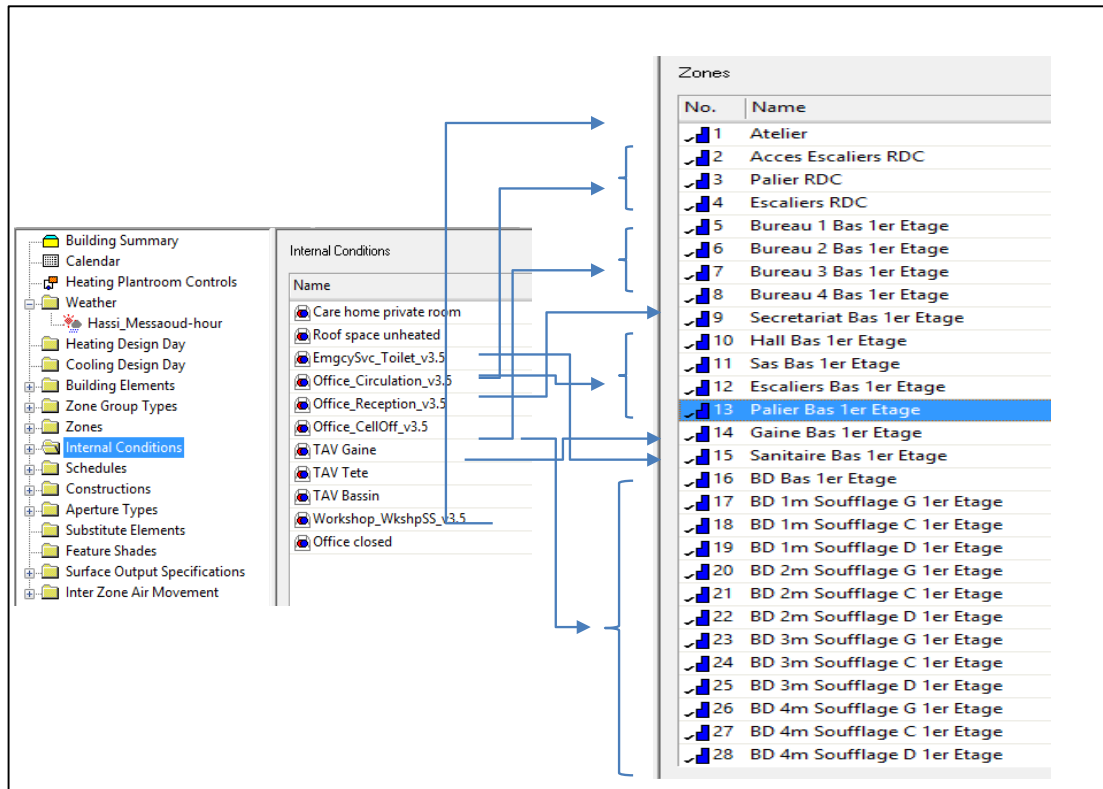 Building Summary
Calendar
Heating Plantroom Controls
Weather
Hassi_Messaoud-hour
Heating Design Day
Cooling Design Day
Building Elements
Zone Group Types
Zones
Internal Conditions
Schedules
Constructions
Aperture Types
Substitute Elements
Feature Shades
Surface Output Specifications
Inter Zone Air Movement
Internal Conditions
Name
Care home private room
Roof space unheated
EmgcySvc_Toilet_v3.5
Office_Circulation_v3.5
Office_Reception_v3.5
Office_CellOff_v3.5
TAV Gaine
TAV Tete
TAV Bassin
Workshop_WkshpSS_v3.5
Office closed
Zones
No. Name
1 Atelier
2 Acces Escaliers RDC
3 Palier RDC
4 Escaliers RDC
5 Bureau 1 Bas 1er Etage
6 Bureau 2 Bas 1er Etage
7 Bureau 3 Bas 1er Etage
8 Bureau 4 Bas 1er Etage
9 Secretariat Bas 1er Etage
10 Hall Bas 1er Etage
11 Sas Bas 1er Etage
12 Escaliers Bas 1er Etage
13 Palier Bas 1er Etage
14 Gaine Bas 1er Etage
15 Sanitaire Bas 1er Etage
16 BD Bas 1er Etage
17 BD 1m Soufflage G 1er Etage
18 BD 1m Soufflage C 1er Etage
19 BD 1m Soufflage D 1er Etage
20 BD 2m Soufflage G 1er Etage
21 BD 2m Soufflage C 1er Etage
22 BD 2m Soufflage D 1er Etage
23 BD 3m Soufflage G 1er Etage
24 BD 3m Soufflage C 1er Etage
25 BD 3m Soufflage D 1er Etage
26 BD 4m Soufflage G 1er Etage
27 BD 4m Soufflage C 1er Etage
28 BD 4m Soufflage D 1er Etage